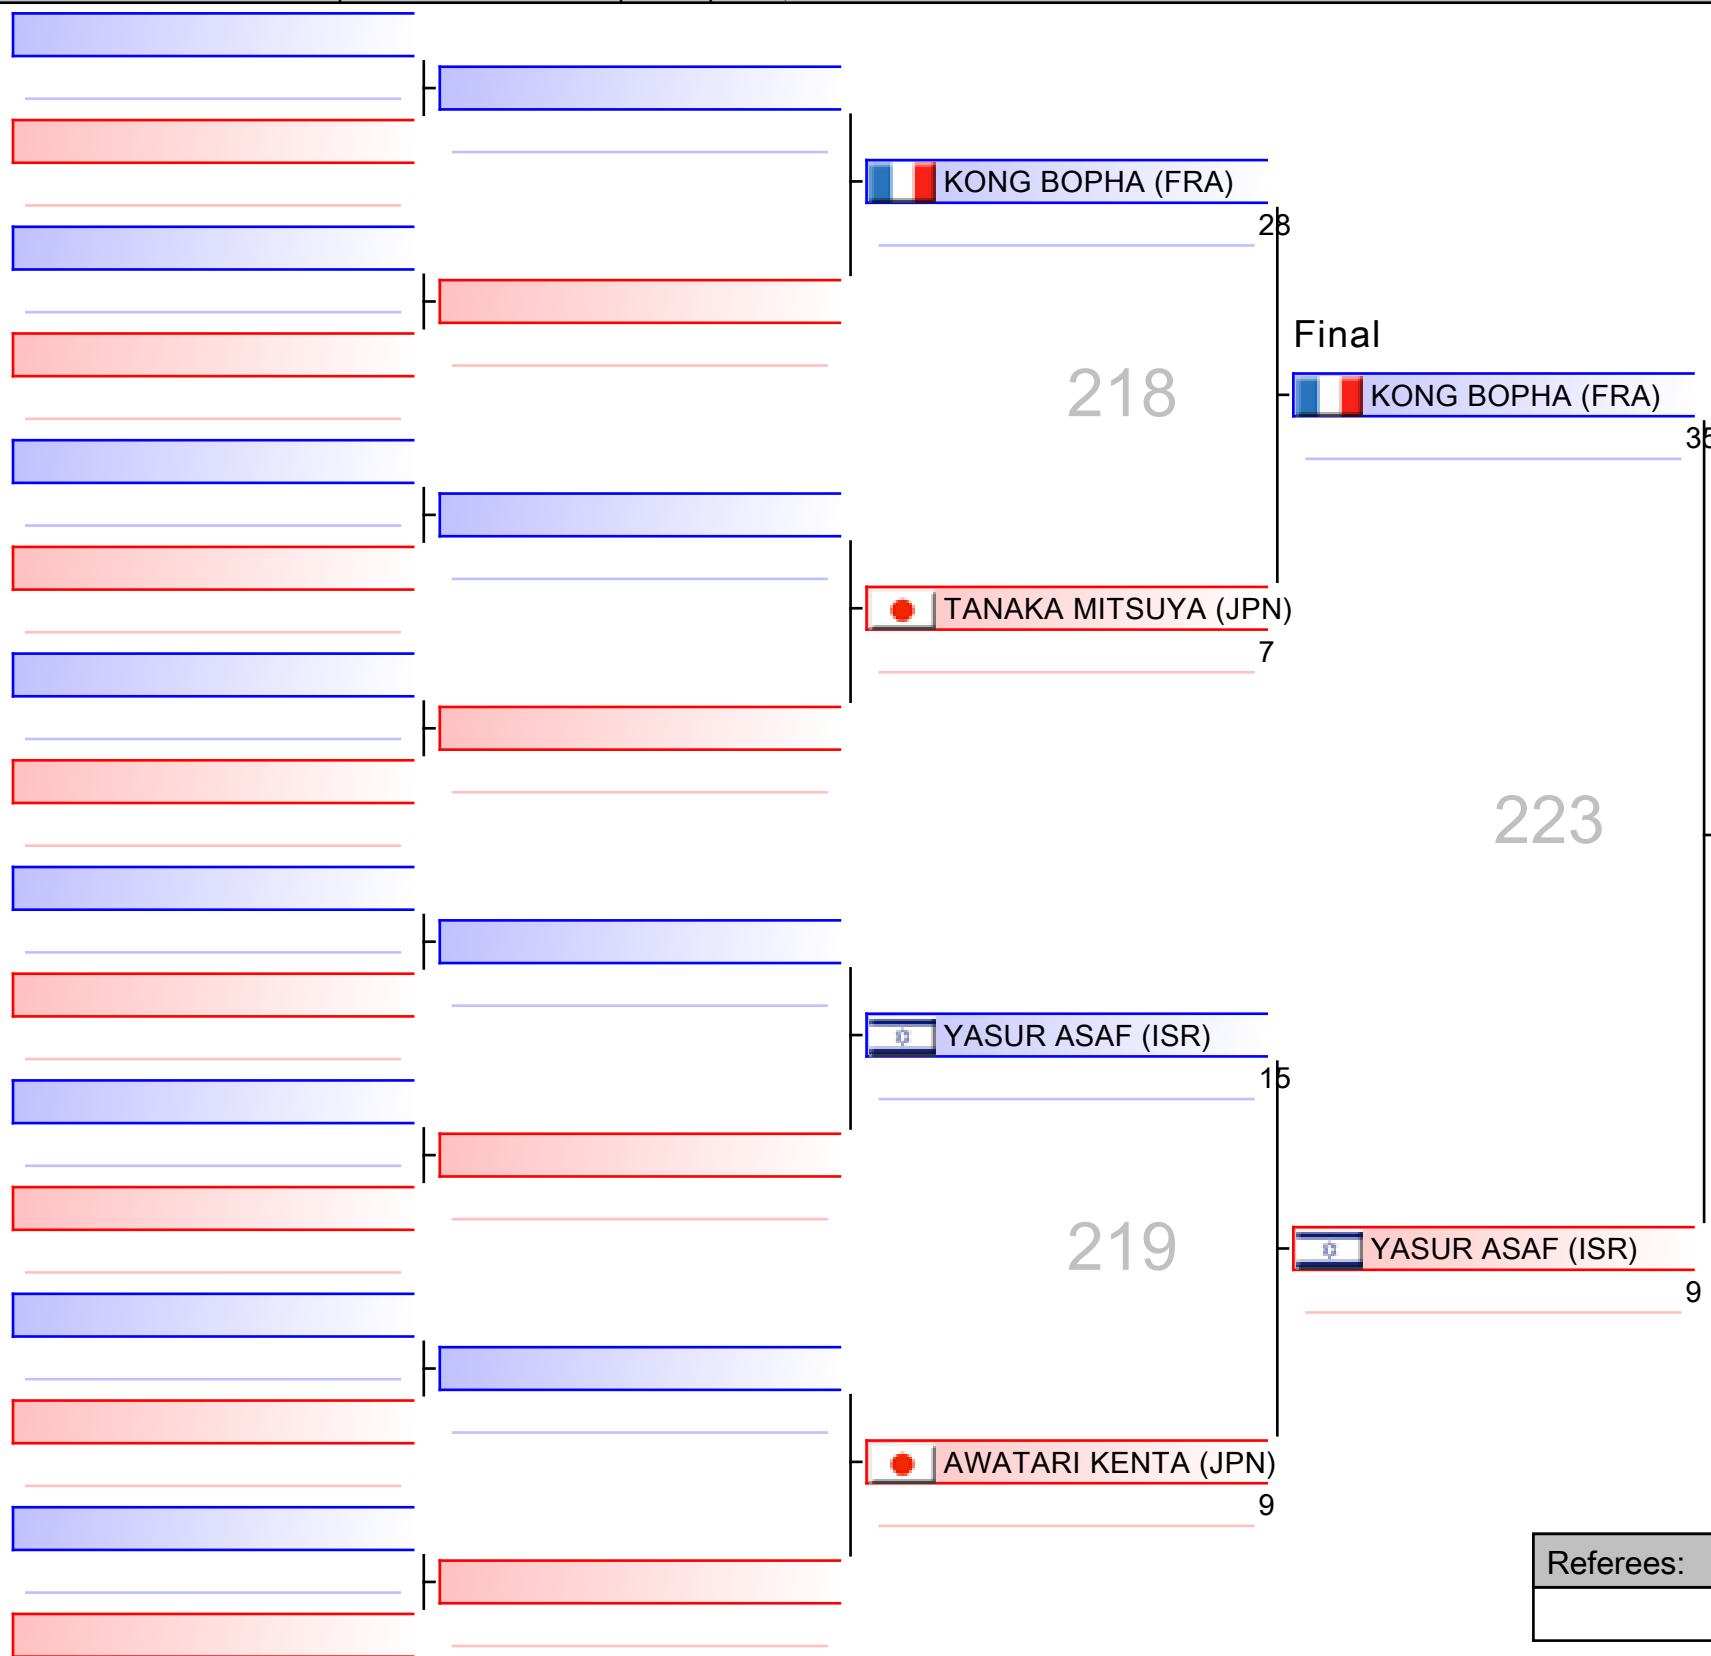 KONG BOPHA (FRA)
28
Final
218
KONG BOPHA (FRA)
TANAKA MITSUYA (JPN)
7
223
YASUR ASAF (ISR)
15
219
YASUR ASAF (ISR)
9
AWATARI KENTA (JPN)
9
Referees: